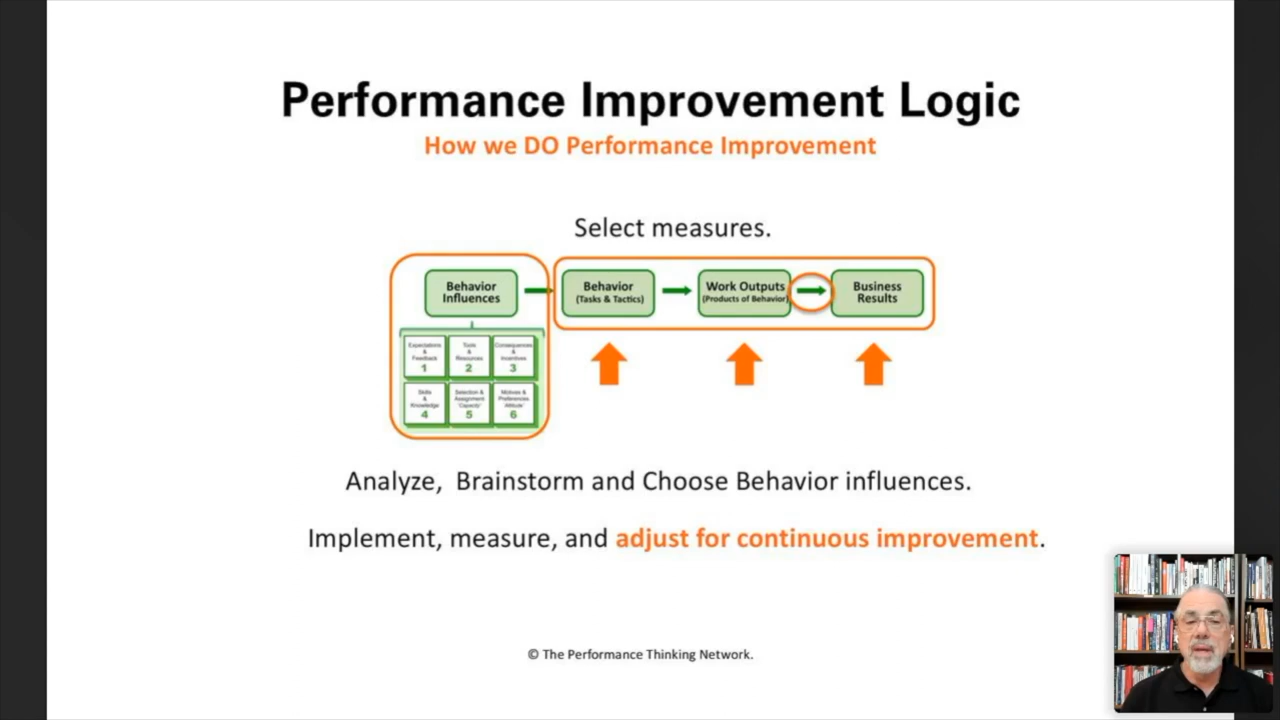 Performance Improvement Logic
How we DO Performance Improvement
Select measures.
Behavior
Influences
Behavior
(Tasks & Tactics)
Work Outputs
(Products of Behavior)
Business
Results
Expectations
&
Feedback
1
Tools
&
Resources
2
Consequences
&
Incentives
3
Skills
&
Knowledge
4
Selection &
Assignment
"Capacity"
5
Motives &
Preferences
"Attitude"
6
Analyze,  Brainstorm and Choose Behavior influences.
Implement, measure, and adjust for continuous improvement.
© The Performance Thinking Network.